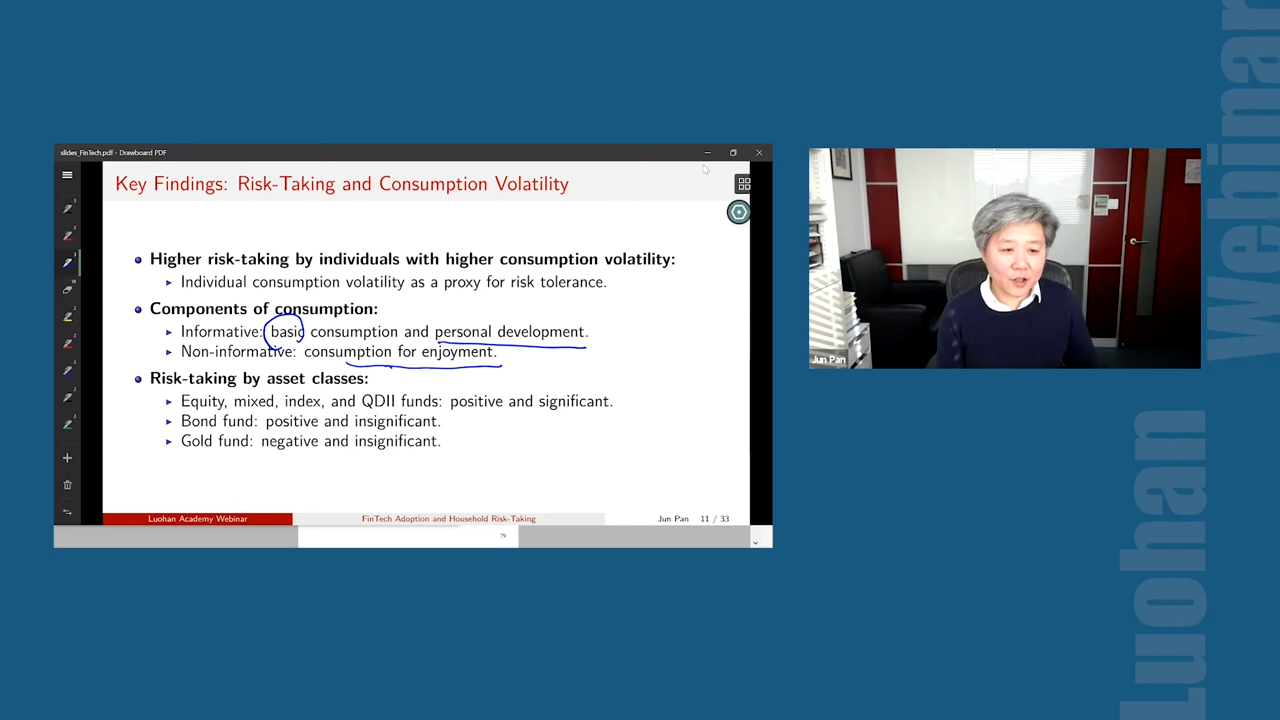 slides_FinTech.pdf - Drawboard PDF
Key Findings: Risk-Taking and Consumption Volatility
Higher risk-taking by individuals with higher consumption volatility:
Individual consumption volatility as a proxy for risk tolerance.
Components of consumption:
Informative: basic consumption and personal development.
Non-informative: consumption for enjoyment.
Risk-taking by asset classes:
Equity, mixed, index, and QDII funds: positive and significant.
Bond fund: positive and insignificant.
Gold fund: negative and insignificant.
Luohan Academy Webinar
FinTech Adoption and Household Risk-Taking
Jun Pan 11 / 33
79
Jun Pan
Luohan Webinar